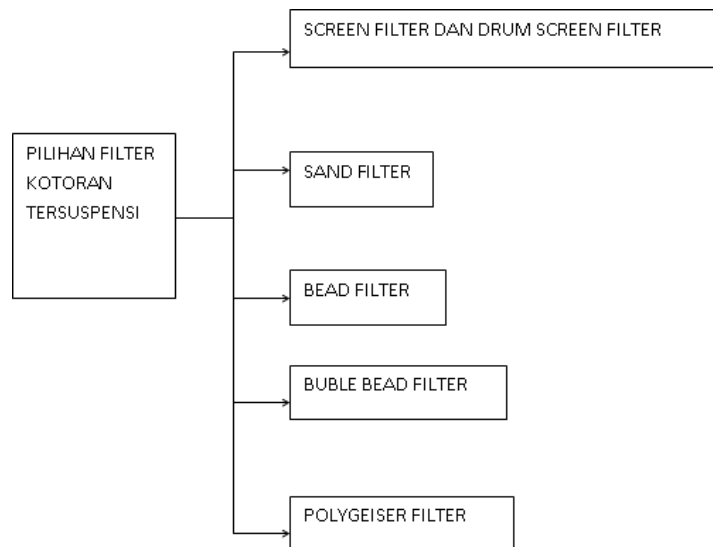 SCREEN FILTER DAN DRUM SCREEN FILTER
PILIHAN FILTER
KOTORAN
TERSUSPENSI
SAND FILTER
BEAD FILTER
BUBLE BEAD FILTER
POLYGEISER FILTER